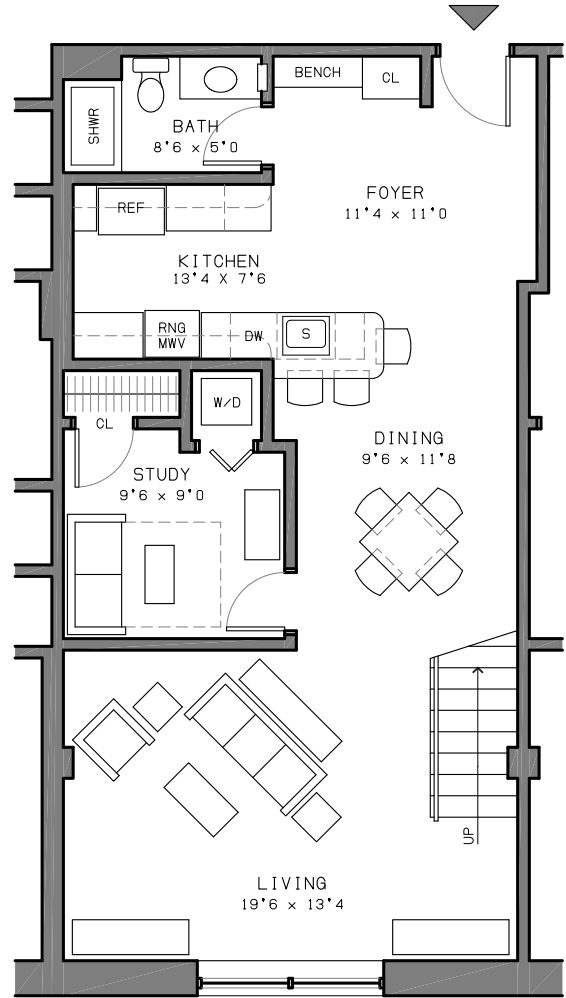 BENCH
CL
SHWR
BATH
8'6 x 5'0
REF
FOYER
11'4 x 11'0
KITCHEN
13'4 X 7'6
RNG
MWV
DW
S
W/D
CL
DINING
9'6 x 11'8
STUDY
9'6 x 9'0
UP
LIVING
19'6 x 13'4